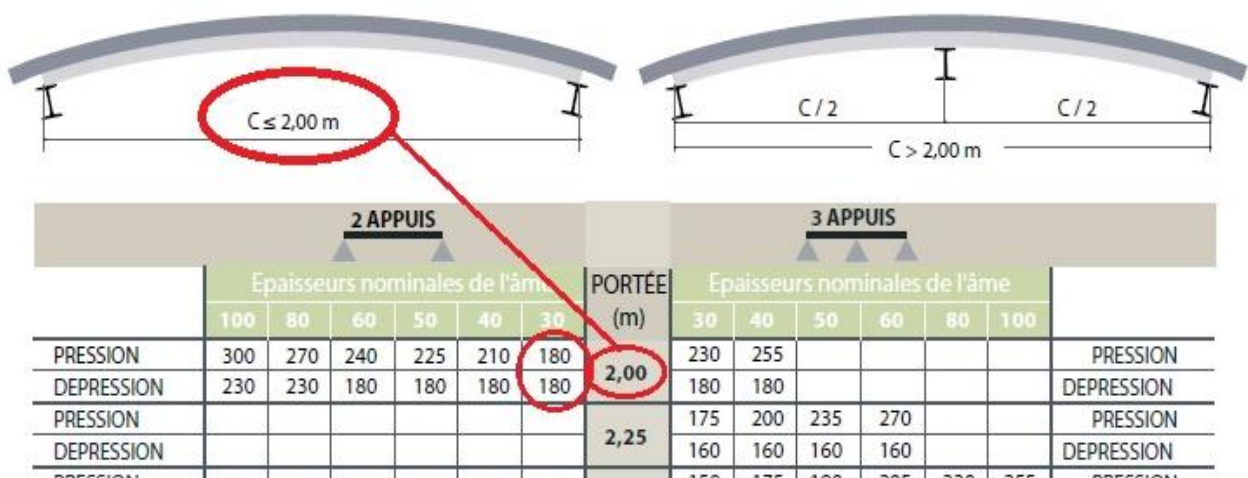 C ≤ 2,00 m
C / 2 C / 2
C > 2,00 m
2 APPUIS 3 APPUIS
Epaisseurs nominales de l'âme PORTÉE (m) Epaisseurs nominales de l'âme
100 80 60 50 40 30 30 40 50 60 80 100
PRESSION 300 270 240 225 210 180 2,00 230 255 PRESSION
DEPRESSION 230 230 180 180 180 180 180 180 DEPRESSION
PRESSION 2,25 175 200 235 270 PRESSION
DEPRESSION 160 160 160 160 DEPRESSION